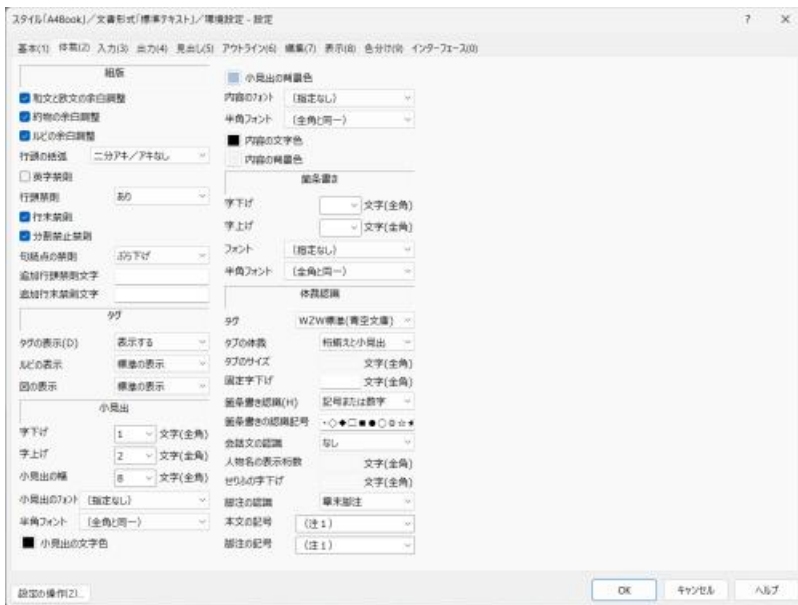 スタイル「A4Book」／文書形式「標準テキスト」／環境設定 - 設定
基本(1) 体裁(2) 入力(3) 出力(4) 見出し(5) アウトライン(6) 編集(7) 表示(8) 色分け(9) インターフェース(0)
組版
和文と欧文の余白調整
約物の余白調整
ルビの余白調整
行頭の括弧 二分アキ／アキなし
英字禁則
行頭禁則 あり
行末禁則
分割禁止禁則
句読点の禁則 ぶら下げ
追加行頭禁則文字
追加行末禁則文字
タグ
タグの表示(D) 表示する
ルビの表示 標準の表示
図の表示 標準の表示
小見出
字下げ 1 文字(全角)
字上げ 2 文字(全角)
小見出の幅 8 文字(全角)
小見出のフォント (指定なし)
半角フォント (全角と同一)
小見出の文字色
小見出の背景色
内容のフォント (指定なし)
半角フォント (全角と同一)
内容の文字色
内容の背景色
箇条書き
字下げ 文字(全角)
字上げ 文字(全角)
フォント (指定なし)
半角フォント (全角と同一)
体裁認識
タグ WZW標準(青空文庫)
タブの体裁 桁揃えと小見出
タブのサイズ 文字(全角)
固定字下げ 文字(全角)
箇条書き認識(H) 記号または数字
箇条書きの認識記号 ・◇◆□■●○◎☆★
会話文の認識 なし
人物名の表示桁数 文字(全角)
せりふの字下げ 文字(全角)
脚注の認識 章末脚注
本文の記号 (注１)
脚注の記号 (注１)
設定の操作(Z)...
OK キャンセル ヘルプ